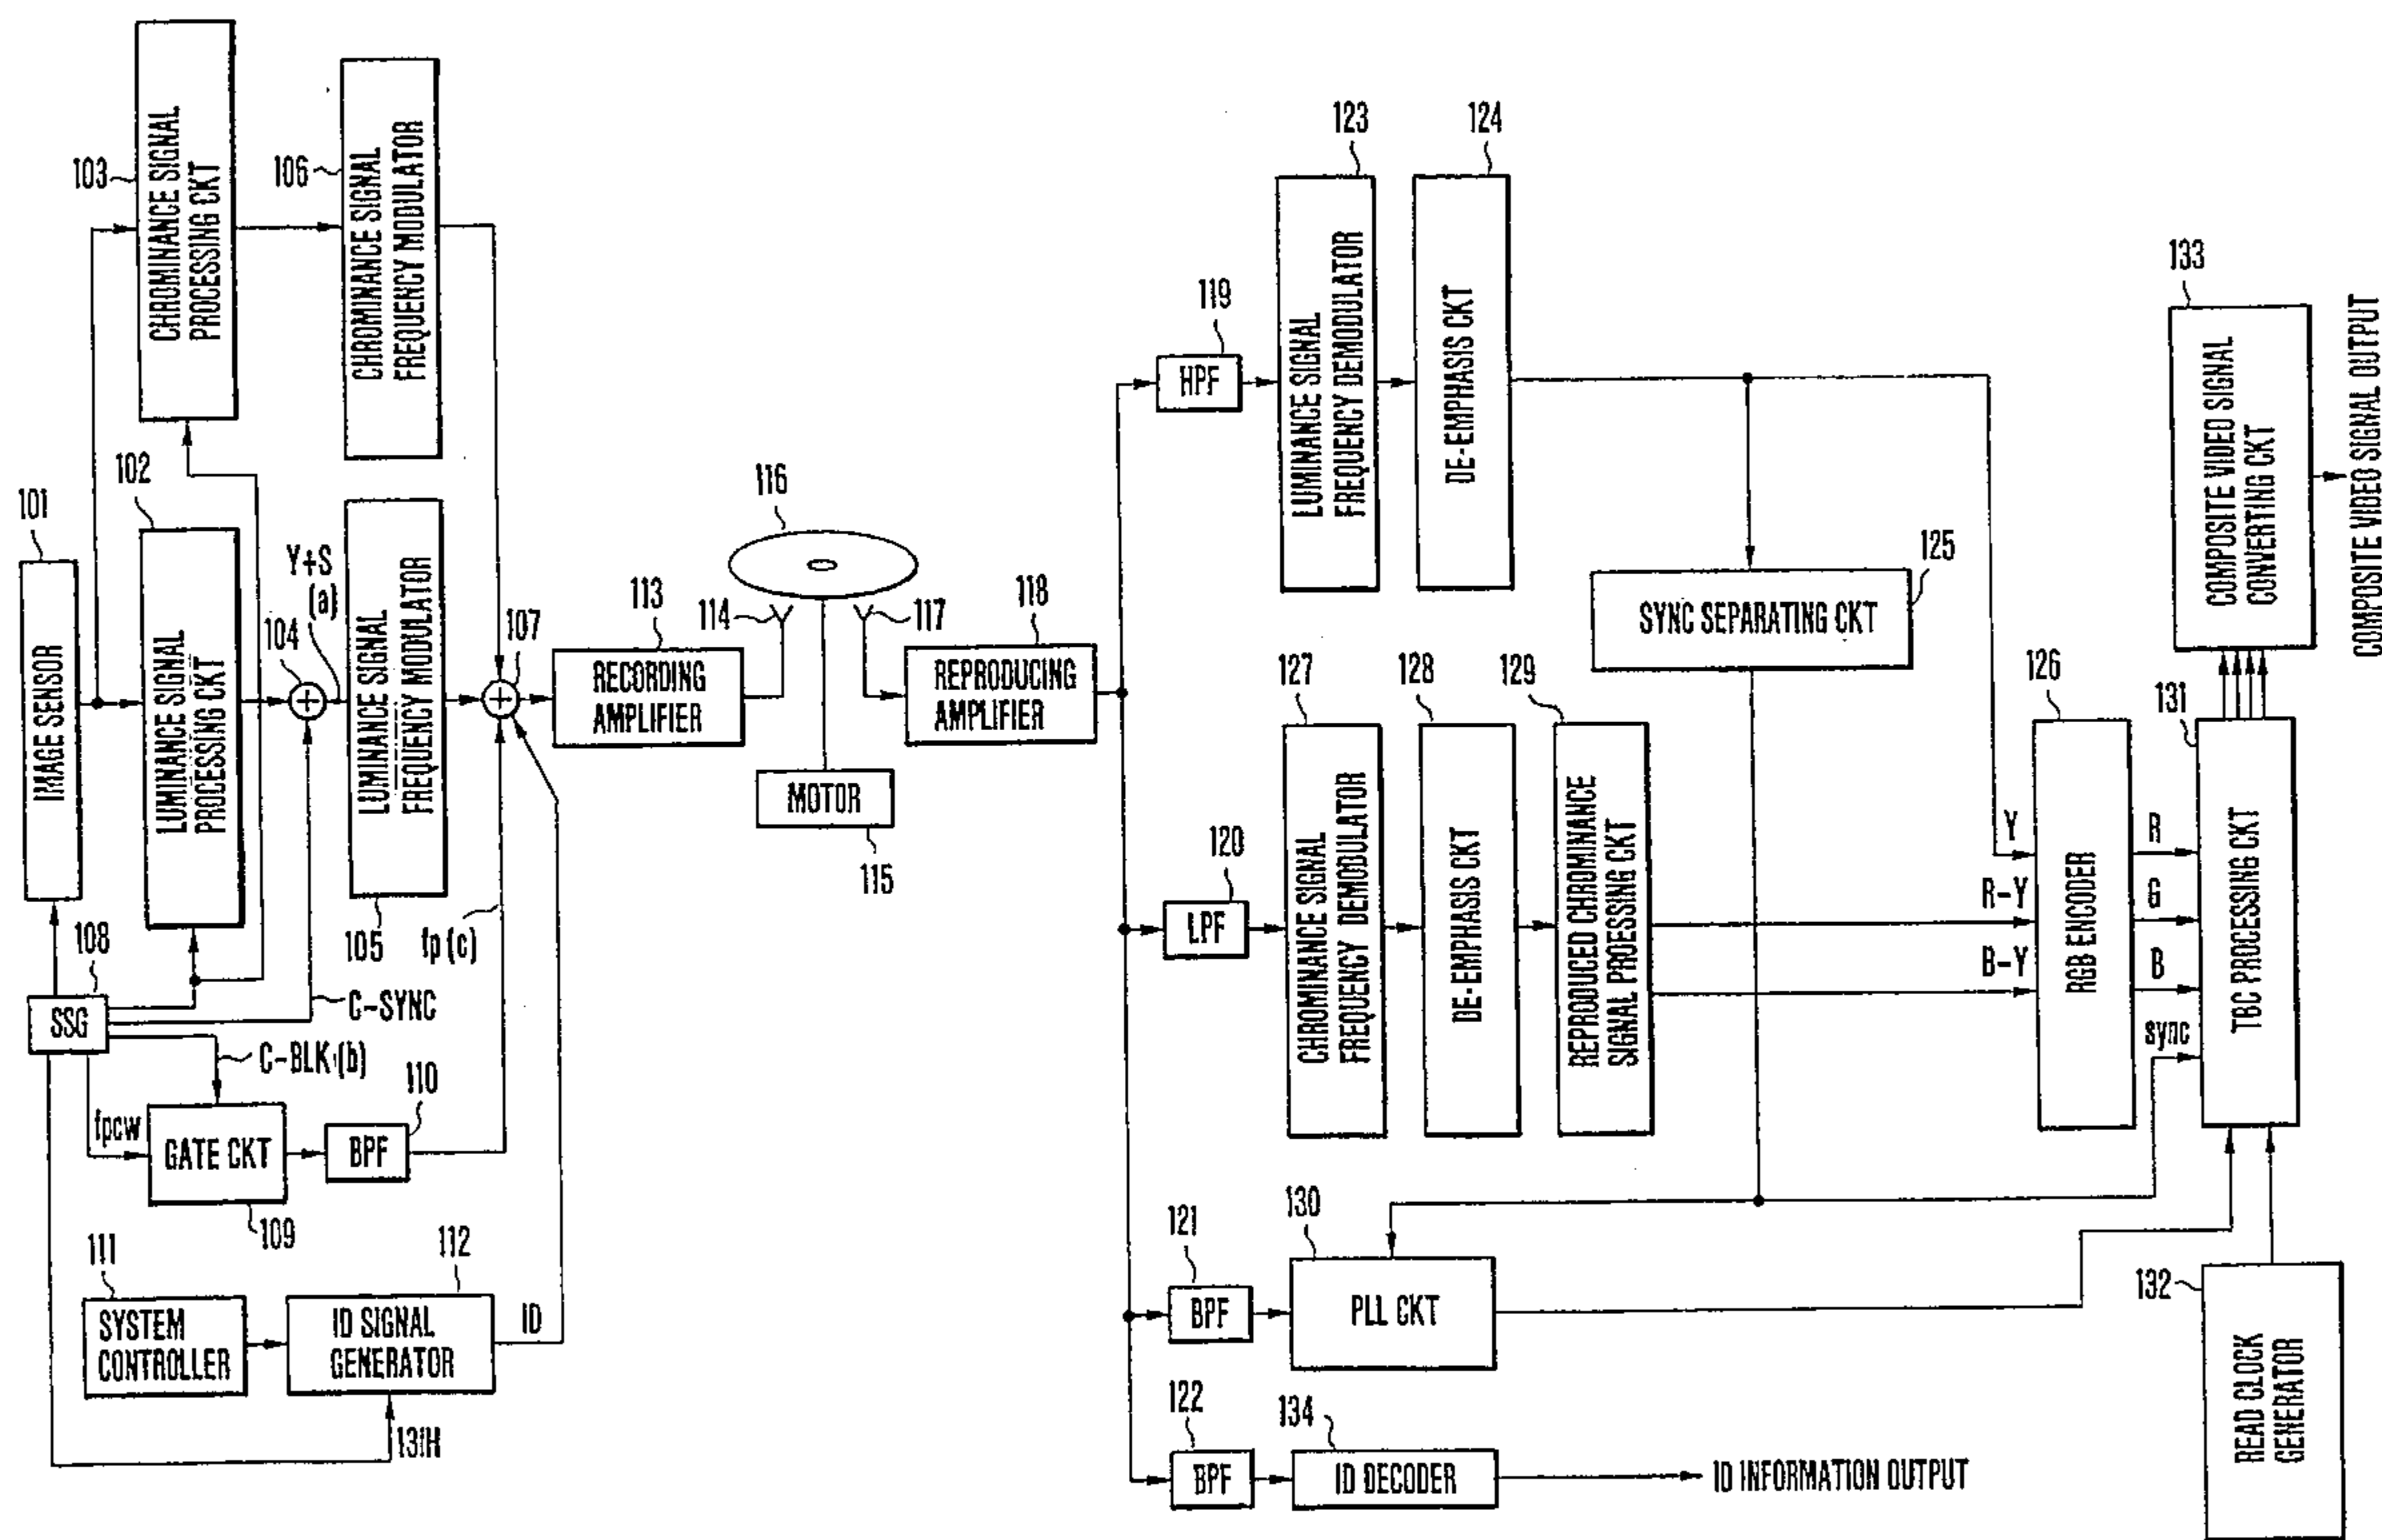 101
IMAGE SENSOR
102
LUMINANCE SIGNAL
PROCESSING CKT
103
CHROMINANCE SIGNAL
PROCESSING CKT
104
Y+S
(a)
105
LUMINANCE SIGNAL
FREQUENCY MODULATOR
106
CHROMINANCE SIGNAL
FREQUENCY MODULATOR
107
108
SSG
C-SYNC
C-BLK (b)
fpcw
GATE CKT
109
110
BPF
fp (c)
111
SYSTEM
CONTROLLER
112
ID SIGNAL
GENERATOR
ID
13fH
113
RECORDING
AMPLIFIER
114
MOTOR
115
116
117
118
REPRODUCING
AMPLIFIER
119
HPF
120
LPF
121
BPF
122
BPF
123
LUMINANCE SIGNAL
FREQUENCY DEMODULATOR
124
DE-EMPHASIS CKT
SYNC SEPARATING CKT
125
126
RGB ENCODER
Y
R-Y
B-Y
R
G
B
sync
127
CHROMINANCE SIGNAL
FREQUENCY DEMODULATOR
128
DE-EMPHASIS CKT
129
REPRODUCED CHROMINANCE
SIGNAL PROESSING CKT
130
PLL CKT
131
TBC PROCESSING CKT
132
READ CLOCK
GENERATOR
133
COMPOSITE VIDEO SIGNAL
CONVERTING CKT
COMPOSITE VIDEO SIGNAL OUTPUT
134
ID DECODER
ID INFORMATION OUTPUT